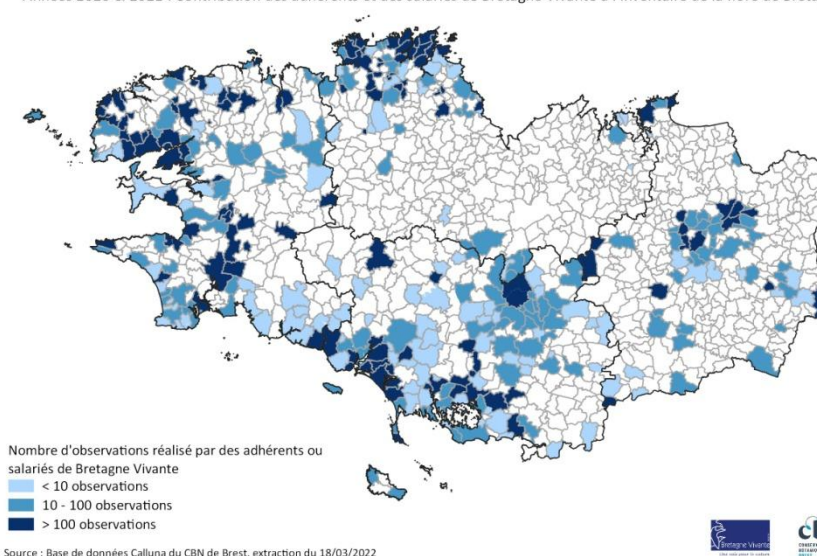 Nombre d'observations réalisé par des adhérents ou
salariés de Bretagne Vivante
< 10 observations
10 - 100 observations
> 100 observations
Bretagne Vivante
Source : Base de données Calluna du CBN de Brest, extraction du 18/03/2022